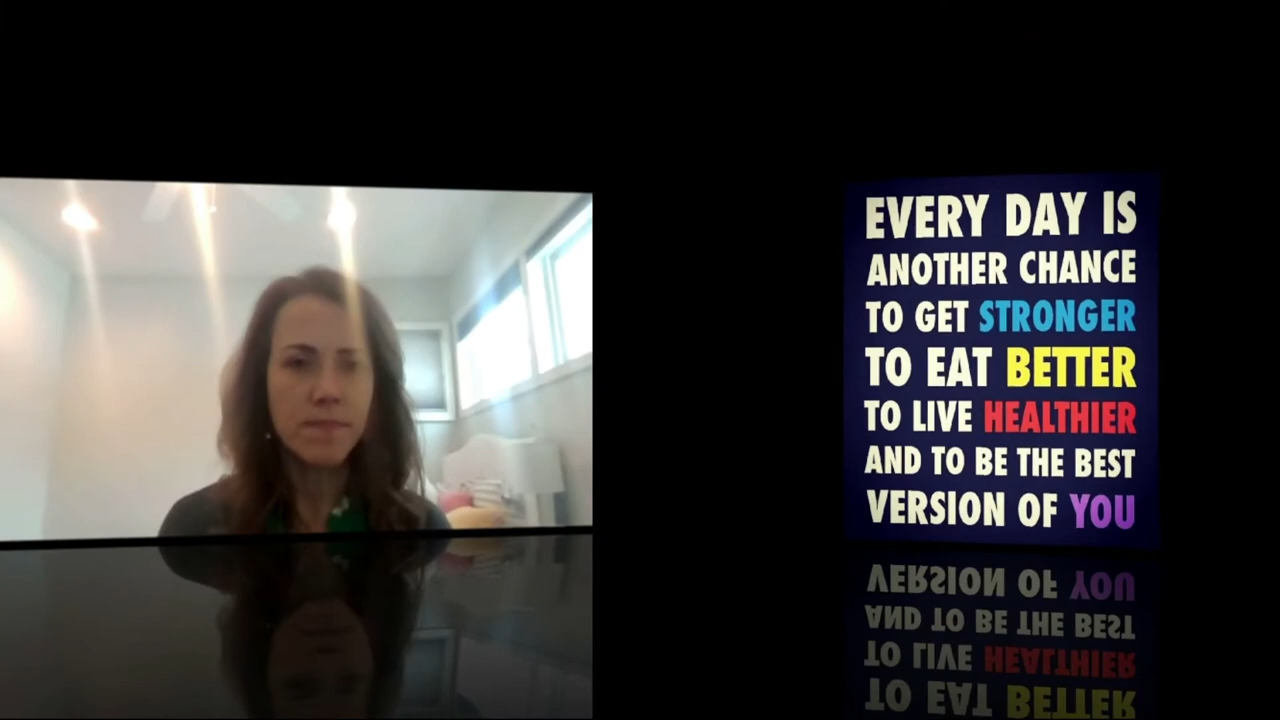 EVERY DAY IS
ANOTHER CHANCE
TO GET STRONGER
TO EAT BETTER
TO LIVE HEALTHIER
AND TO BE THE BEST
VERSION OF YOU